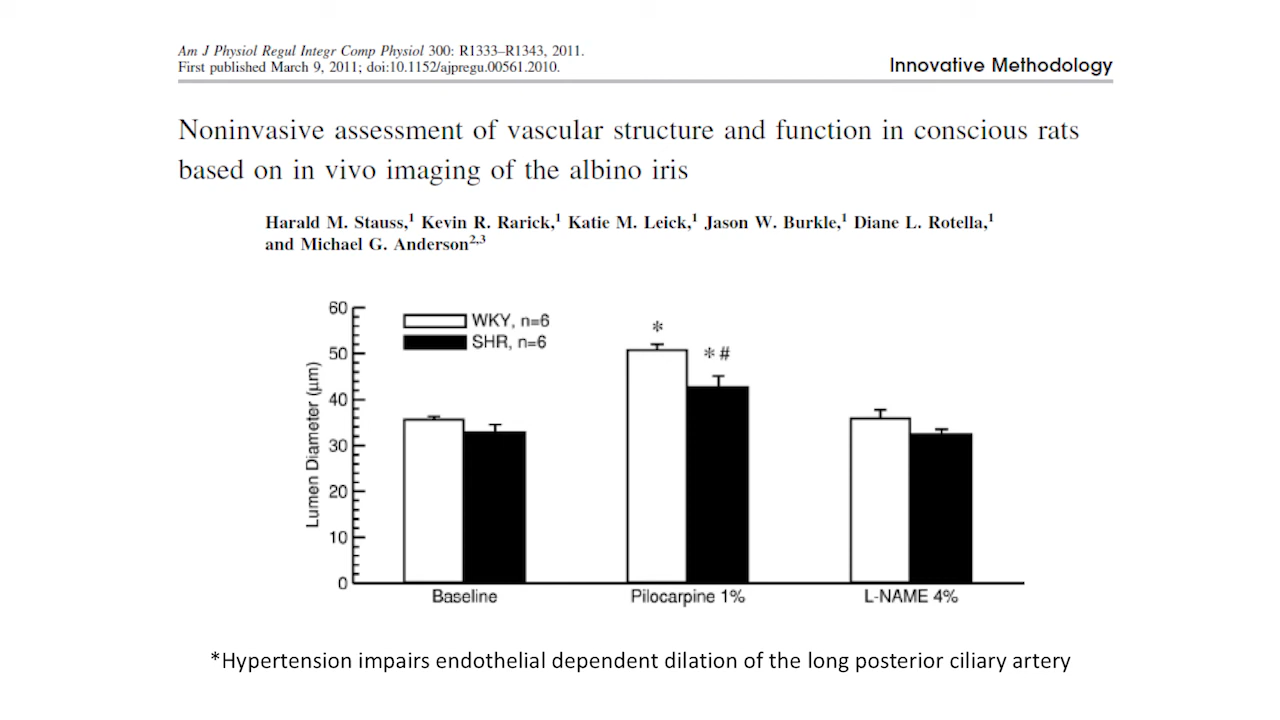 Am J Physiol Regul Integr Comp Physiol 300: R1333–R1343, 2011.
First published March 9, 2011; doi:10.1152/ajpregu.00561.2010.
Innovative Methodology
Noninvasive assessment of vascular structure and function in conscious rats
based on in vivo imaging of the albino iris
Harald M. Stauss,1 Kevin R. Rarick,1 Katie M. Leick,1 Jason W. Burkle,1 Diane L. Rotella,1
and Michael G. Anderson2,3
Lumen Diameter (μm)
60
50
40
30
20
10
0
WKY, n=6
SHR, n=6
*
*#
Baseline
Pilocarpine 1%
L-NAME 4%
*Hypertension impairs endothelial dependent dilation of the long posterior ciliary artery